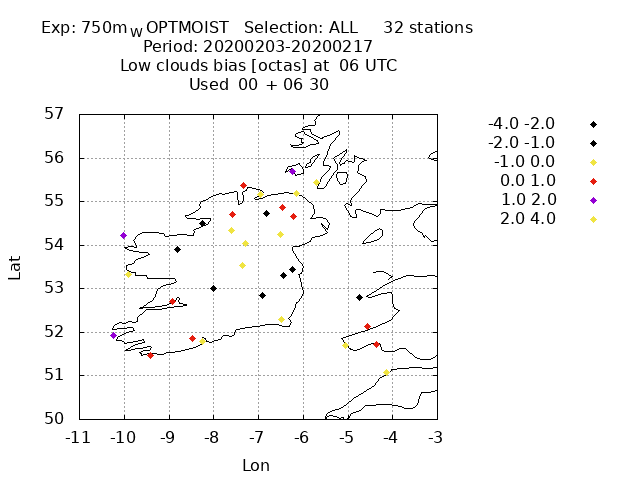 Exp: 750m W OPTMOIST Selection: ALL 32 stations
Period: 20200203-20200217
Low clouds bias [octas] at 06 UTC
Used 00 + 06 30
-4.0 -2.0
-2.0 -1.0
-1.0 0.0
0.0 1.0
1.0 2.0
2.0 4.0
57
56
55
54
53
52
51
50
Lat
-11 -10 -9 -8 -7 -6 -5 -4 -3
Lon